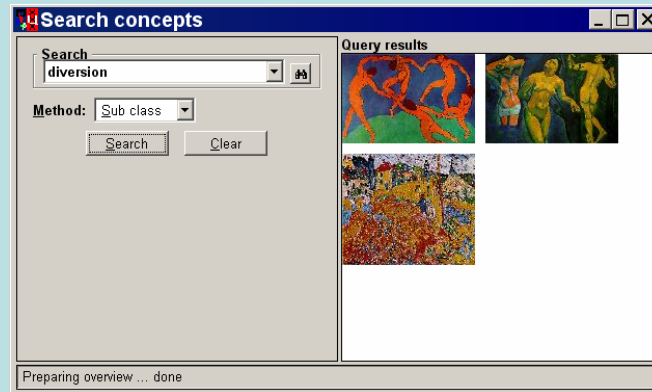 Search concepts
Search
diversion
Method: Sub class
Search Clear
Query results
Preparing overview ... done